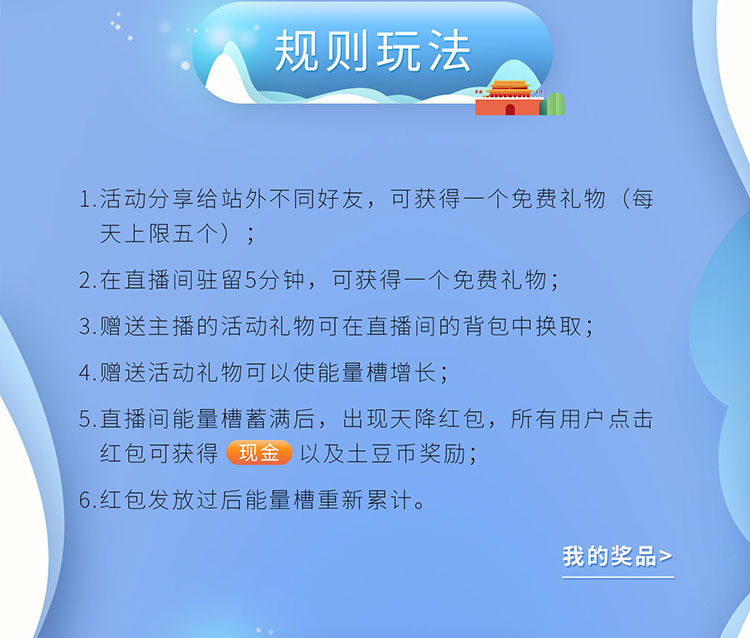 规则玩法
1.活动分享给站外不同好友，可获得一个免费礼物（每
天上限五个）；
2.在直播间驻留5分钟，可获得一个免费礼物；
3.赠送主播的活动礼物可在直播间的背包中换取；
4.赠送活动礼物可以使能量槽增长；
5.直播间能量槽蓄满后，出现天降红包，所有用户点击
红包可获得 现金 以及土豆币奖励；
6.红包发放过后能量槽重新累计。
我的奖品>